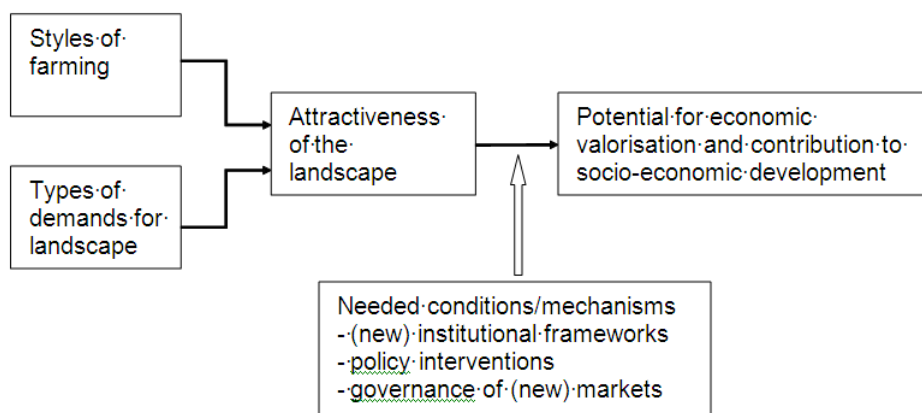 Styles of
farming
Types of
demands for
landscape
Attractiveness
of the
landscape
Potential for economic
valorisation and contribution to
socio-economic development
Needed conditions/mechanisms
- (new) institutional frameworks
- policy interventions
- governance of (new) markets